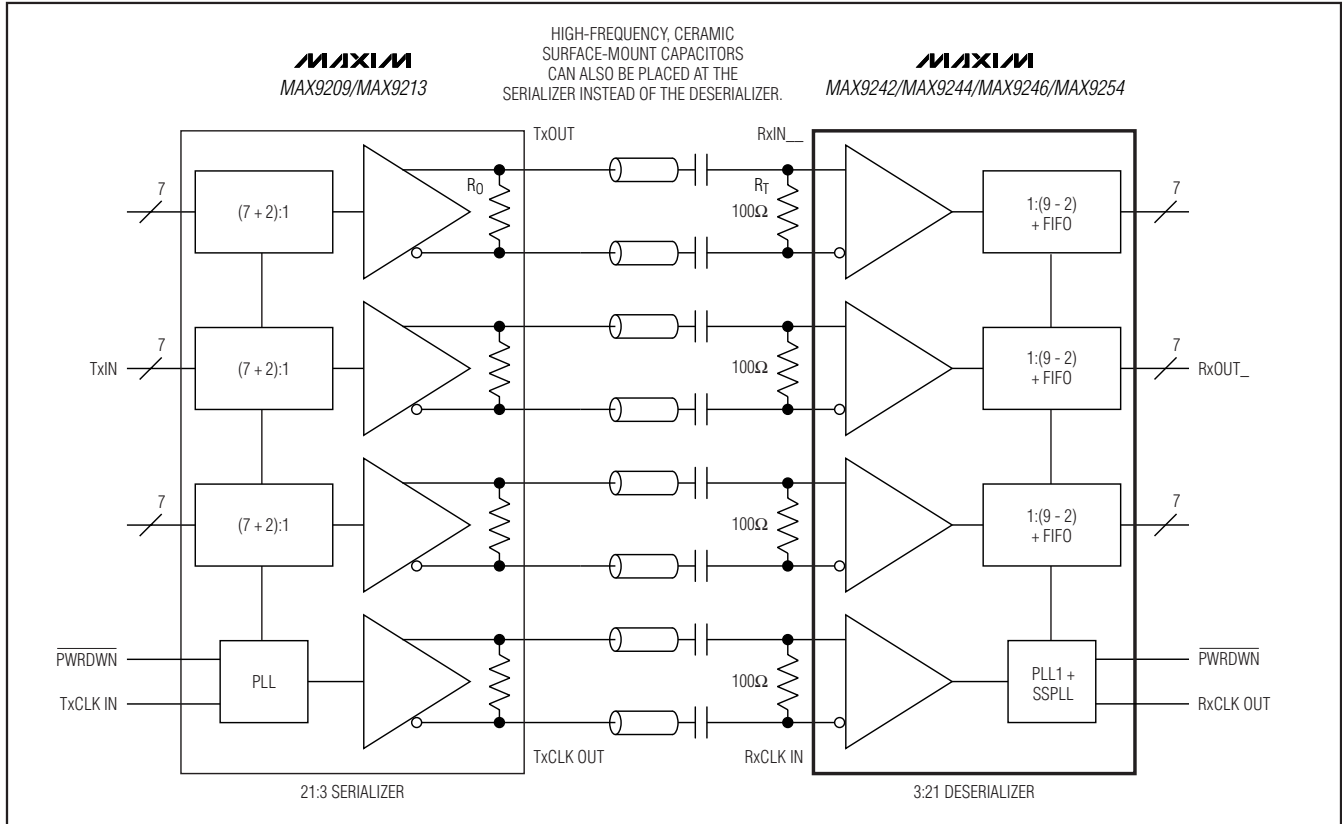 MAXIM
MAX9209/MAX9213
HIGH-FREQUENCY, CERAMIC
SURFACE-MOUNT CAPACITORS
CAN ALSO BE PLACED AT THE
SERIALIZER INSTEAD OF THE DESERIALIZER.
MAXIM
MAX9242/MAX9244/MAX9246/MAX9254
TxOUT
RxIN__
7
(7 + 2):1
RO
RT
100Ω
1:(9 - 2)
+ FIFO
7
TxIN
7
(7 + 2):1
100Ω
1:(9 - 2)
+ FIFO
7
RxOUT_
7
(7 + 2):1
100Ω
1:(9 - 2)
+ FIFO
7
PWRDWN
TxCLK IN
PLL
100Ω
PLL1 +
SSPLL
PWRDWN
RxCLK OUT
TxCLK OUT
RxCLK IN
21:3 SERIALIZER
3:21 DESERIALIZER